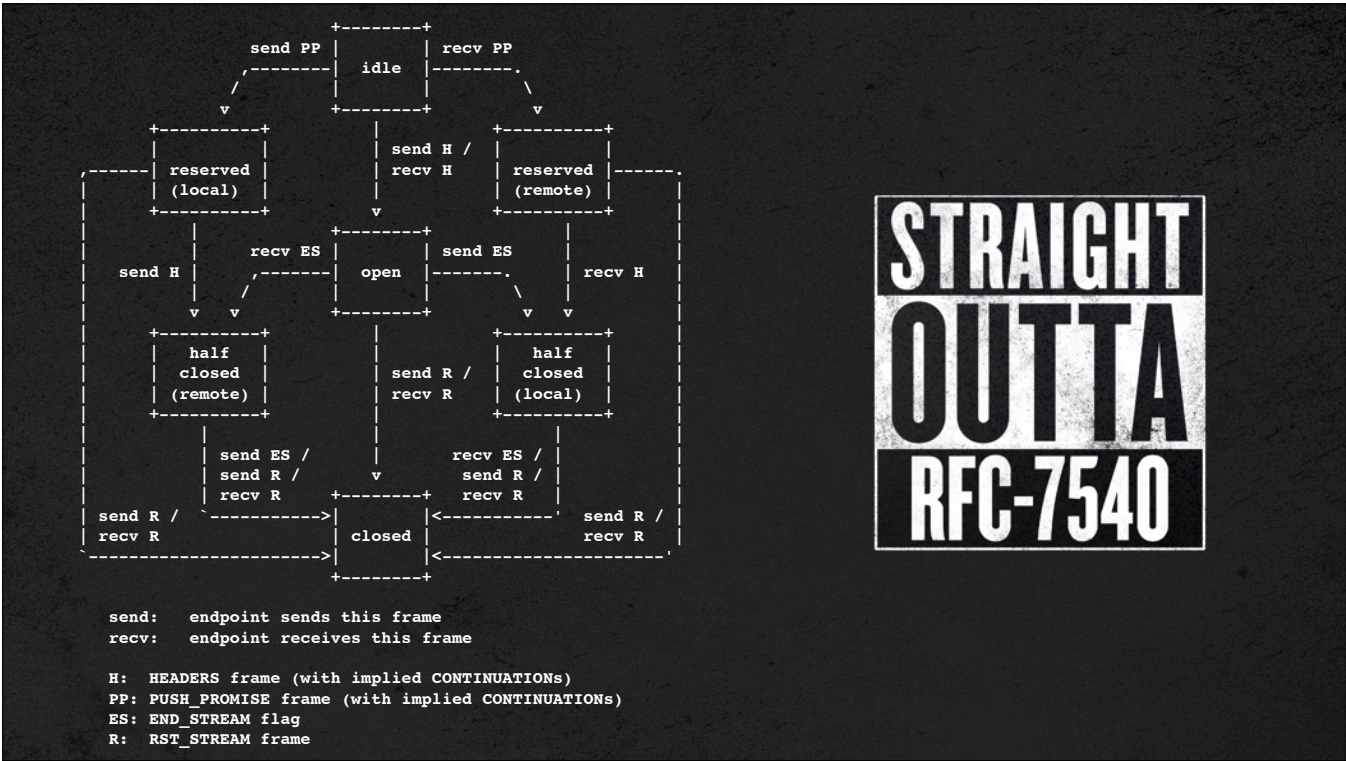 +--------+
                 send PP |        | recv PP
                ,--------|  idle  |--------.
               /         |        |         \
              v          +--------+          v
       +----------+          |           +----------+
       |          |          | send H /  |          |
,------| reserved |          | recv H    | reserved |------.
|      | (local)  |          |           | (remote) |      |
|      +----------+          v           +----------+      |
|          |             +--------+             |          |
|          |     recv ES |        | send ES     |          |
|   send H |     ,-------|  open  |-------.     | recv H   |
|          |    /        |        |        \    |          |
|          v   v         +--------+         v   v          |
|      +----------+          |           +----------+      |
|      |   half   |          |           |   half   |      |
|      |  closed  |          | send R /  |  closed  |      |
|      | (remote) |          | recv R    | (local)  |      |
|      +----------+          |           +----------+      |
|           |                |                 |           |
|           | send ES /      |       recv ES / |           |
|           | send R /       v        send R / |           |
|           | recv R     +--------+   recv R   |           |
| send R /  `----------->|        |<-----------'  send R / |
| recv R                 | closed |               recv R   |
`----------------------->|        |<----------------------'
                         +--------+
send:   endpoint sends this frame
recv:   endpoint receives this frame
H:  HEADERS frame (with implied CONTINUATIONs)
PP: PUSH_PROMISE frame (with implied CONTINUATIONs)
ES: END_STREAM flag
R:  RST_STREAM frame
STRAIGHT
OUTTA
RFC-7540